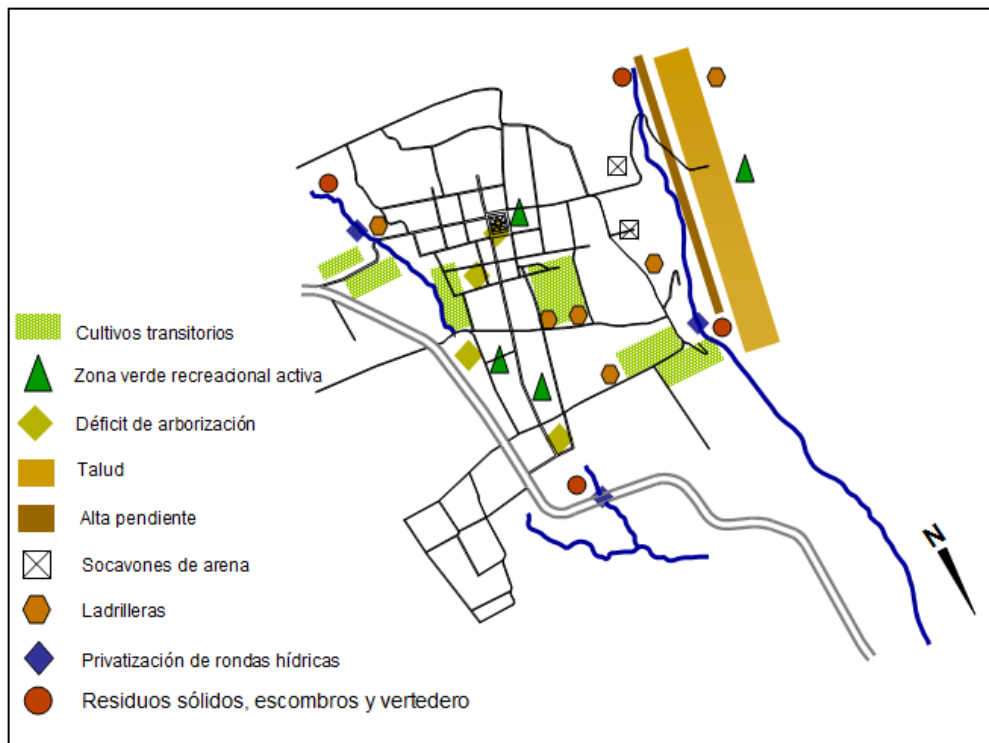 N
Cultivos transitorios
Zona verde recreacional activa
Déficit de arborización
Talud
Alta pendiente
Socavones de arena
Ladrilleras
Privatización de rondas hídricas
Residuos sólidos, escombros y vertedero